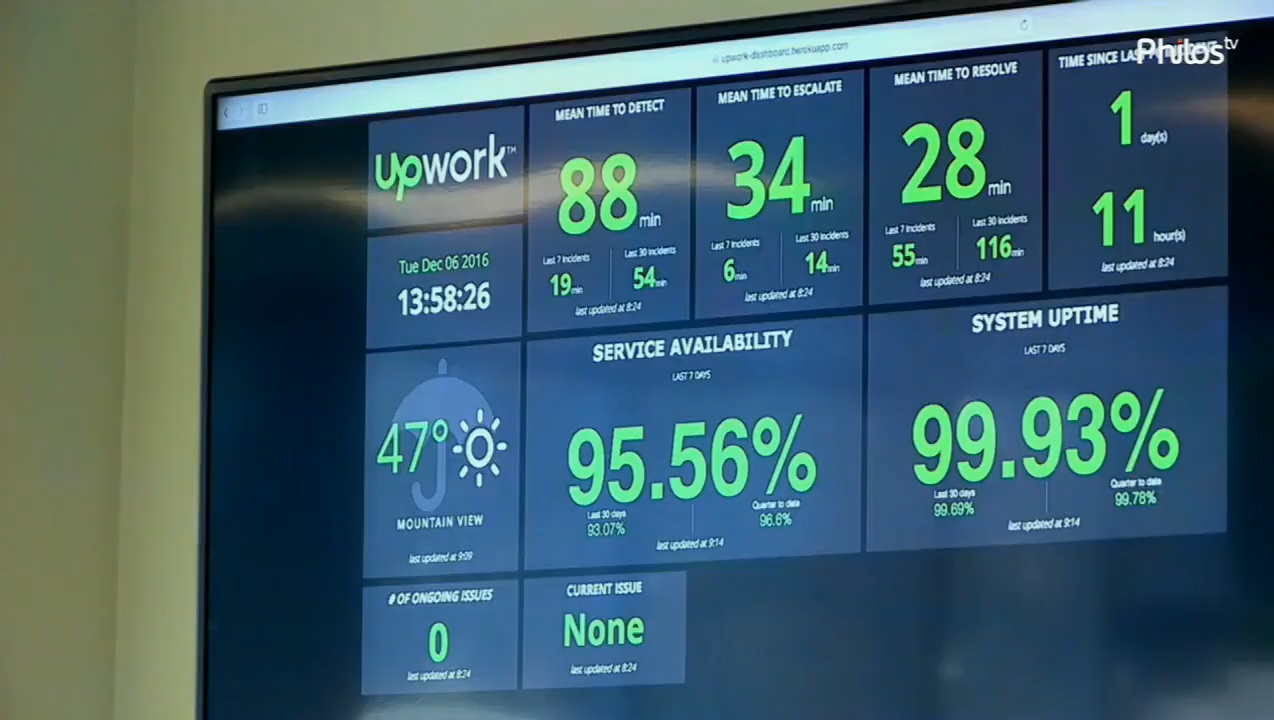 upwork-dashboard.herokuapp.com
Philos tv
Upwork™
Tue Dec 06 2016
13:58:26
47°
MOUNTAIN VIEW
last updated at 9:09
MEAN TIME TO DETECT
88 min
Last 7 Incidents
19 min
Last 30 Incidents
54 min
last updated at 8:24
MEAN TIME TO ESCALATE
34 min
Last 7 Incidents
6 min
Last 30 Incidents
14 min
last updated at 8:24
MEAN TIME TO RESOLVE
28 min
Last 7 Incidents
55 min
Last 30 Incidents
116 min
last updated at 8:24
TIME SINCE
1 day(s)
11 hour(s)
last updated at 8:24
SERVICE AVAILABILITY
LAST 7 DAYS
95.56%
Last 30 days
93.07%
Quarter to date
96.6%
last updated at 9:14
SYSTEM UPTIME
LAST 7 DAYS
99.93%
Last 30 days
99.69%
Quarter to date
99.78%
last updated at 9:14
# OF ONGOING ISSUES
0
last updated at 8:24
CURRENT ISSUE
None
last updated at 8:24